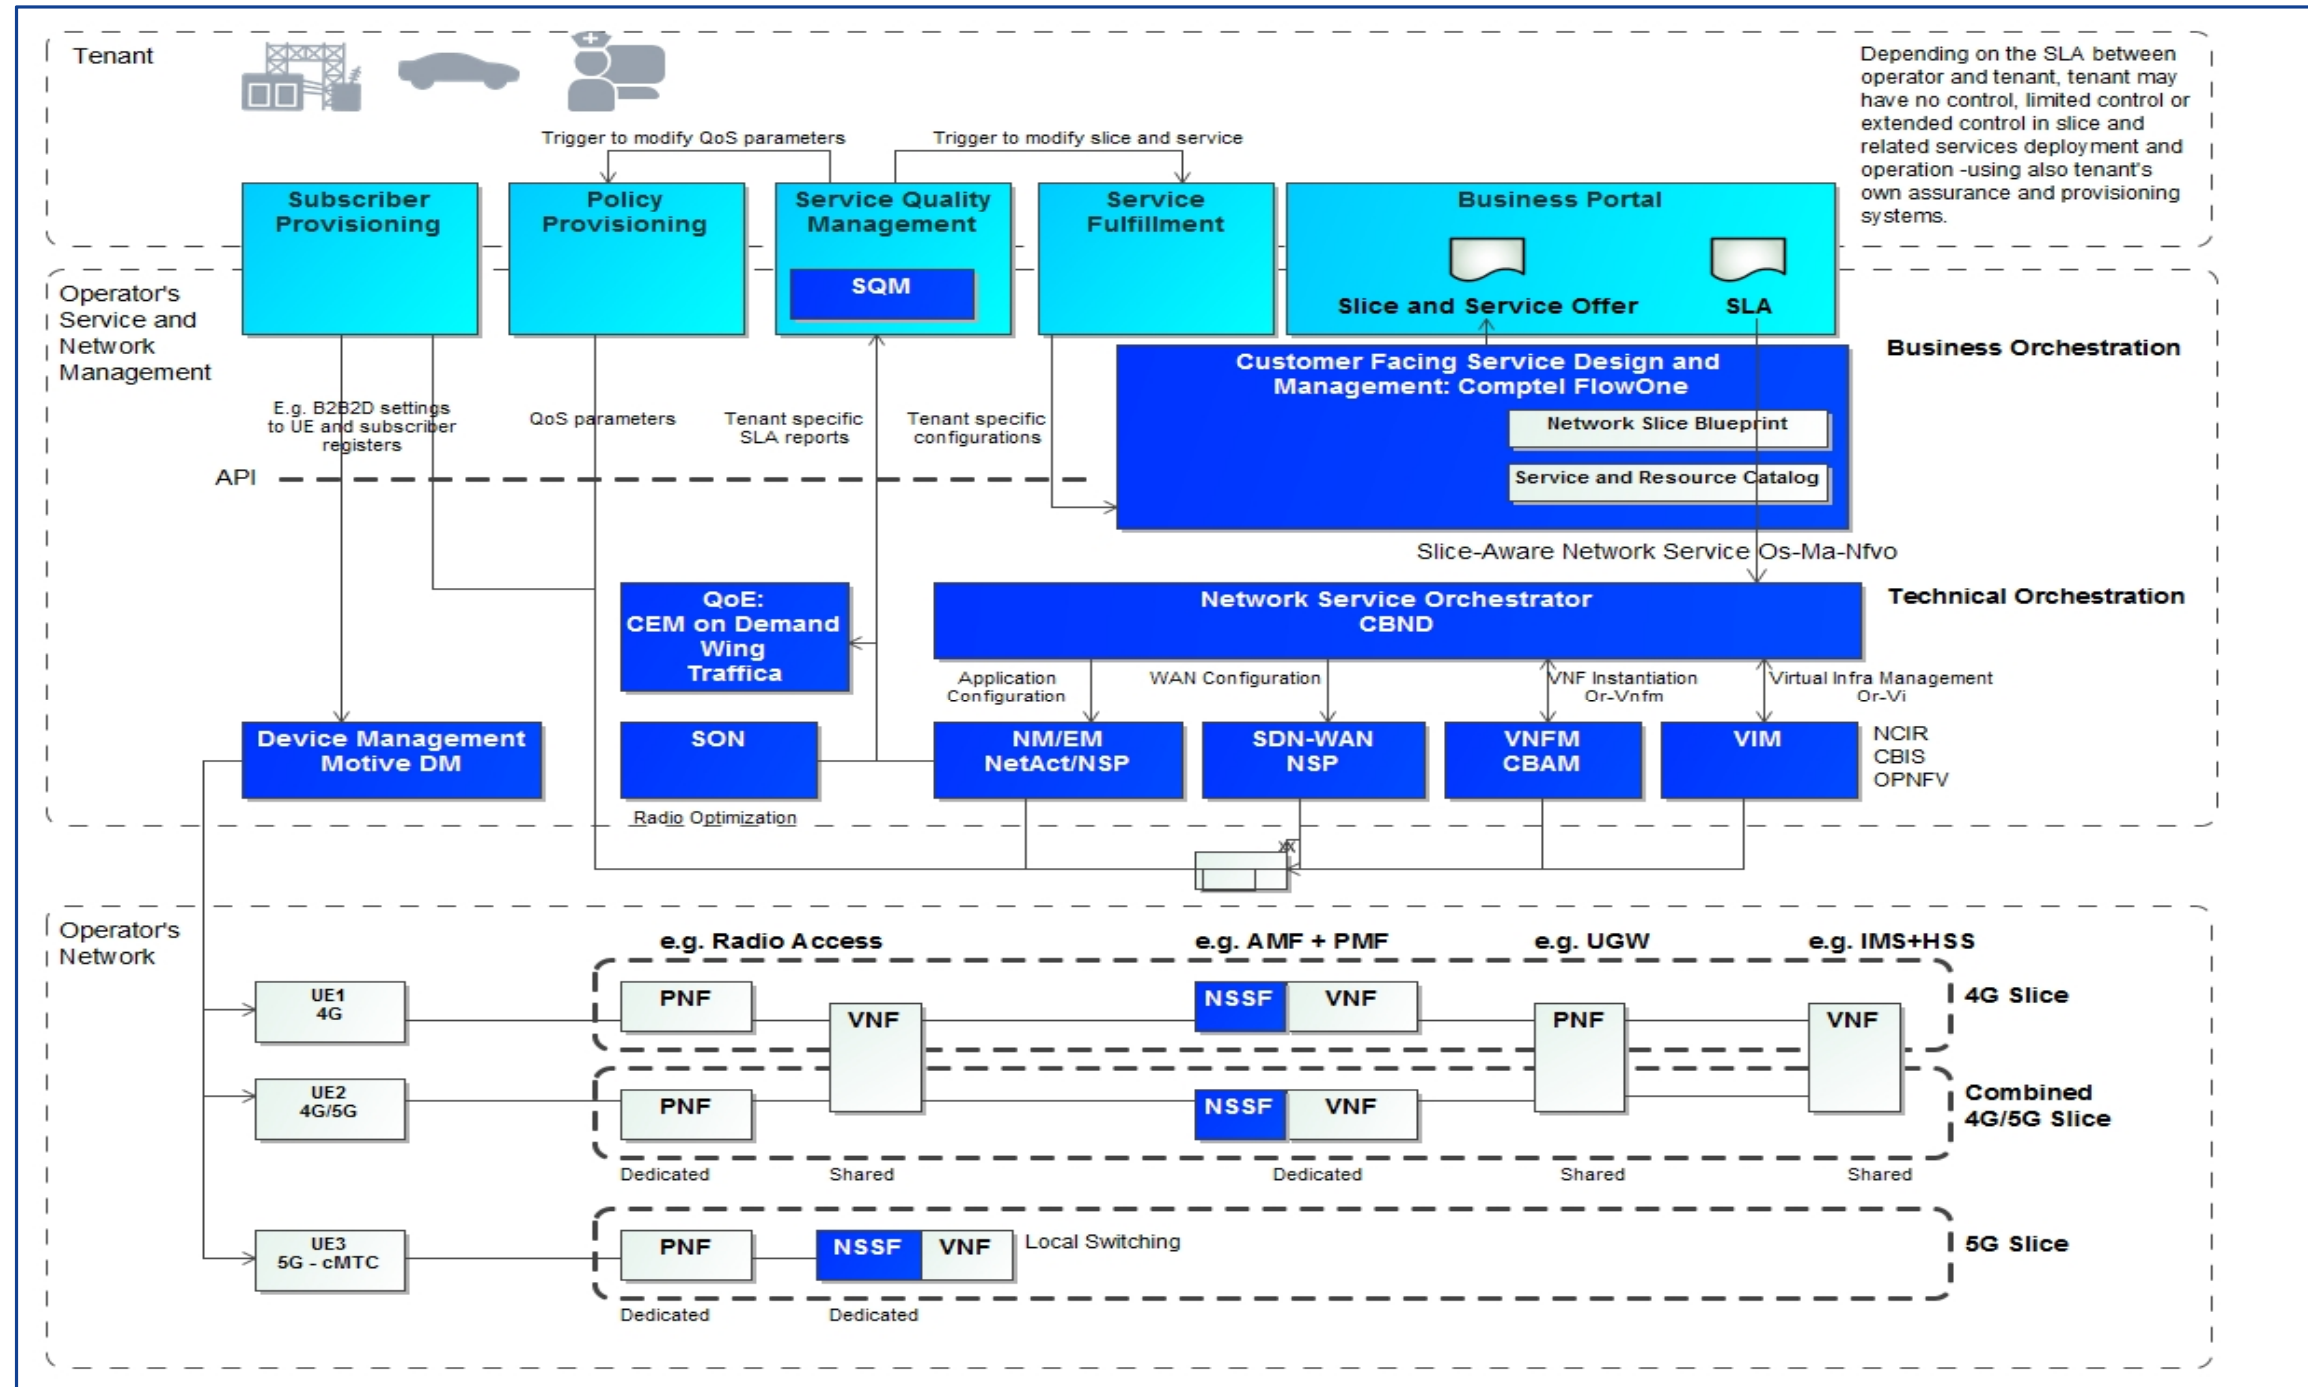 Tenant
Depending on the SLA between
operator and tenant, tenant may
have no control, limited control or
extended control in slice and
related services deployment and
operation -using also tenant's
own assurance and provisioning
systems.
Trigger to modify QoS parameters
Trigger to modify slice and service
Subscriber
Provisioning
Policy
Provisioning
Service Quality
Management
SQM
Service
Fulfillment
Business Portal
Slice and Service Offer
SLA
Operator's
Service and
Network
Management
Business Orchestration
Customer Facing Service Design and
Management: Comptel FlowOne
Network Slice Blueprint
Service and Resource Catalog
E.g. B2B2D settings
to UE and subscriber
registers
QoS parameters
Tenant specific
SLA reports
Tenant specific
configurations
API
Slice-Aware Network Service Os-Ma-Nfvo
QoE:
CEM on Demand
Wing
Traffica
Network Service Orchestrator
CBND
Technical Orchestration
Application
Configuration
WAN Configuration
VNF Instantiation
Or-Vnfm
Virtual Infra Management
Or-Vi
Device Management
Motive DM
SON
NM/EM
NetAct/NSP
SDN-WAN
NSP
VNFM
CBAM
VIM
NCIR
CBIS
OPNFV
Radio Optimization
Operator's
Network
e.g. Radio Access
e.g. AMF + PMF
e.g. UGW
e.g. IMS+HSS
UE1
4G
PNF
VNF
NSSF
VNF
PNF
VNF
4G Slice
UE2
4G/5G
PNF
NSSF
VNF
Combined
4G/5G Slice
Dedicated
Shared
Dedicated
Shared
Shared
UE3
5G - cMTC
PNF
NSSF
VNF
Local Switching
5G Slice
Dedicated
Dedicated